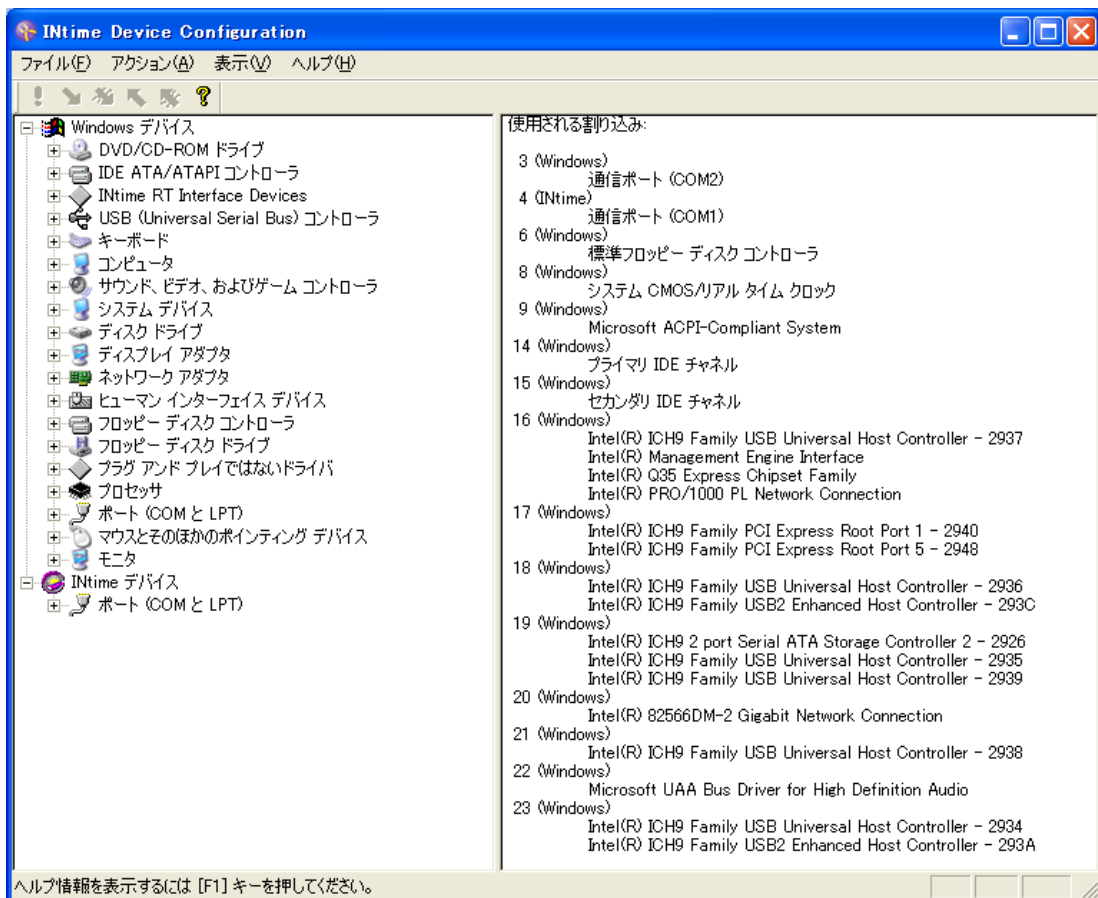 INtime Device Configuration
ファイル(F) アクション(A) 表示(V) ヘルプ(H)
Windows デバイス
DVD/CD-ROM ドライブ
IDE ATA/ATAPI コントローラ
INtime RT Interface Devices
USB (Universal Serial Bus) コントローラ
キーボード
コンピュータ
サウンド、ビデオ、およびゲーム コントローラ
システム デバイス
ディスク ドライブ
ディスプレイ アダプタ
ネットワーク アダプタ
ヒューマン インターフェイス デバイス
フロッピー ディスク コントローラ
フロッピー ディスク ドライブ
プラグ アンド プレイではないドライバ
プロセッサ
ポート (COM と LPT)
マウスとそのほかのポインティング デバイス
モニタ
INtime デバイス
ポート (COM と LPT)
使用される割り込み:
3 (Windows)
通信ポート (COM2)
4 (INtime)
通信ポート (COM1)
6 (Windows)
標準フロッピー ディスク コントローラ
8 (Windows)
システム CMOS/リアル タイム クロック
9 (Windows)
Microsoft ACPI-Compliant System
14 (Windows)
プライマリ IDE チャネル
15 (Windows)
セカンダリ IDE チャネル
16 (Windows)
Intel(R) ICH9 Family USB Universal Host Controller - 2937
Intel(R) Management Engine Interface
Intel(R) Q35 Express Chipset Family
Intel(R) PRO/1000 PL Network Connection
17 (Windows)
Intel(R) ICH9 Family PCI Express Root Port 1 - 2940
Intel(R) ICH9 Family PCI Express Root Port 5 - 2948
18 (Windows)
Intel(R) ICH9 Family USB Universal Host Controller - 2936
Intel(R) ICH9 Family USB2 Enhanced Host Controller - 293C
19 (Windows)
Intel(R) ICH9 2 port Serial ATA Storage Controller 2 - 2926
Intel(R) ICH9 Family USB Universal Host Controller - 2935
Intel(R) ICH9 Family USB Universal Host Controller - 2939
20 (Windows)
Intel(R) 82566DM-2 Gigabit Network Connection
21 (Windows)
Intel(R) ICH9 Family USB Universal Host Controller - 2938
22 (Windows)
Microsoft UAA Bus Driver for High Definition Audio
23 (Windows)
Intel(R) ICH9 Family USB Universal Host Controller - 2934
Intel(R) ICH9 Family USB2 Enhanced Host Controller - 293A
ヘルプ情報を表示するには [F1] キーを押してください。